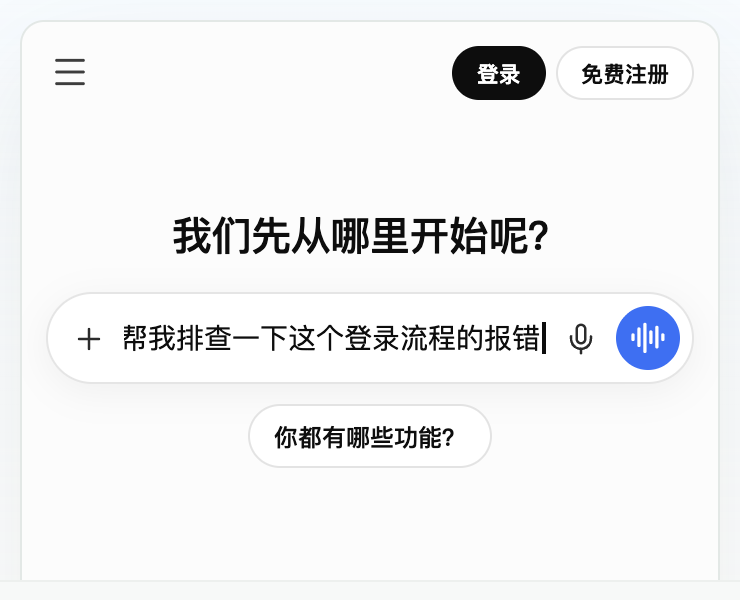 登录
免费注册
我们先从哪里开始呢?
帮我排查一下这个登录流程的报错
你都有哪些功能?